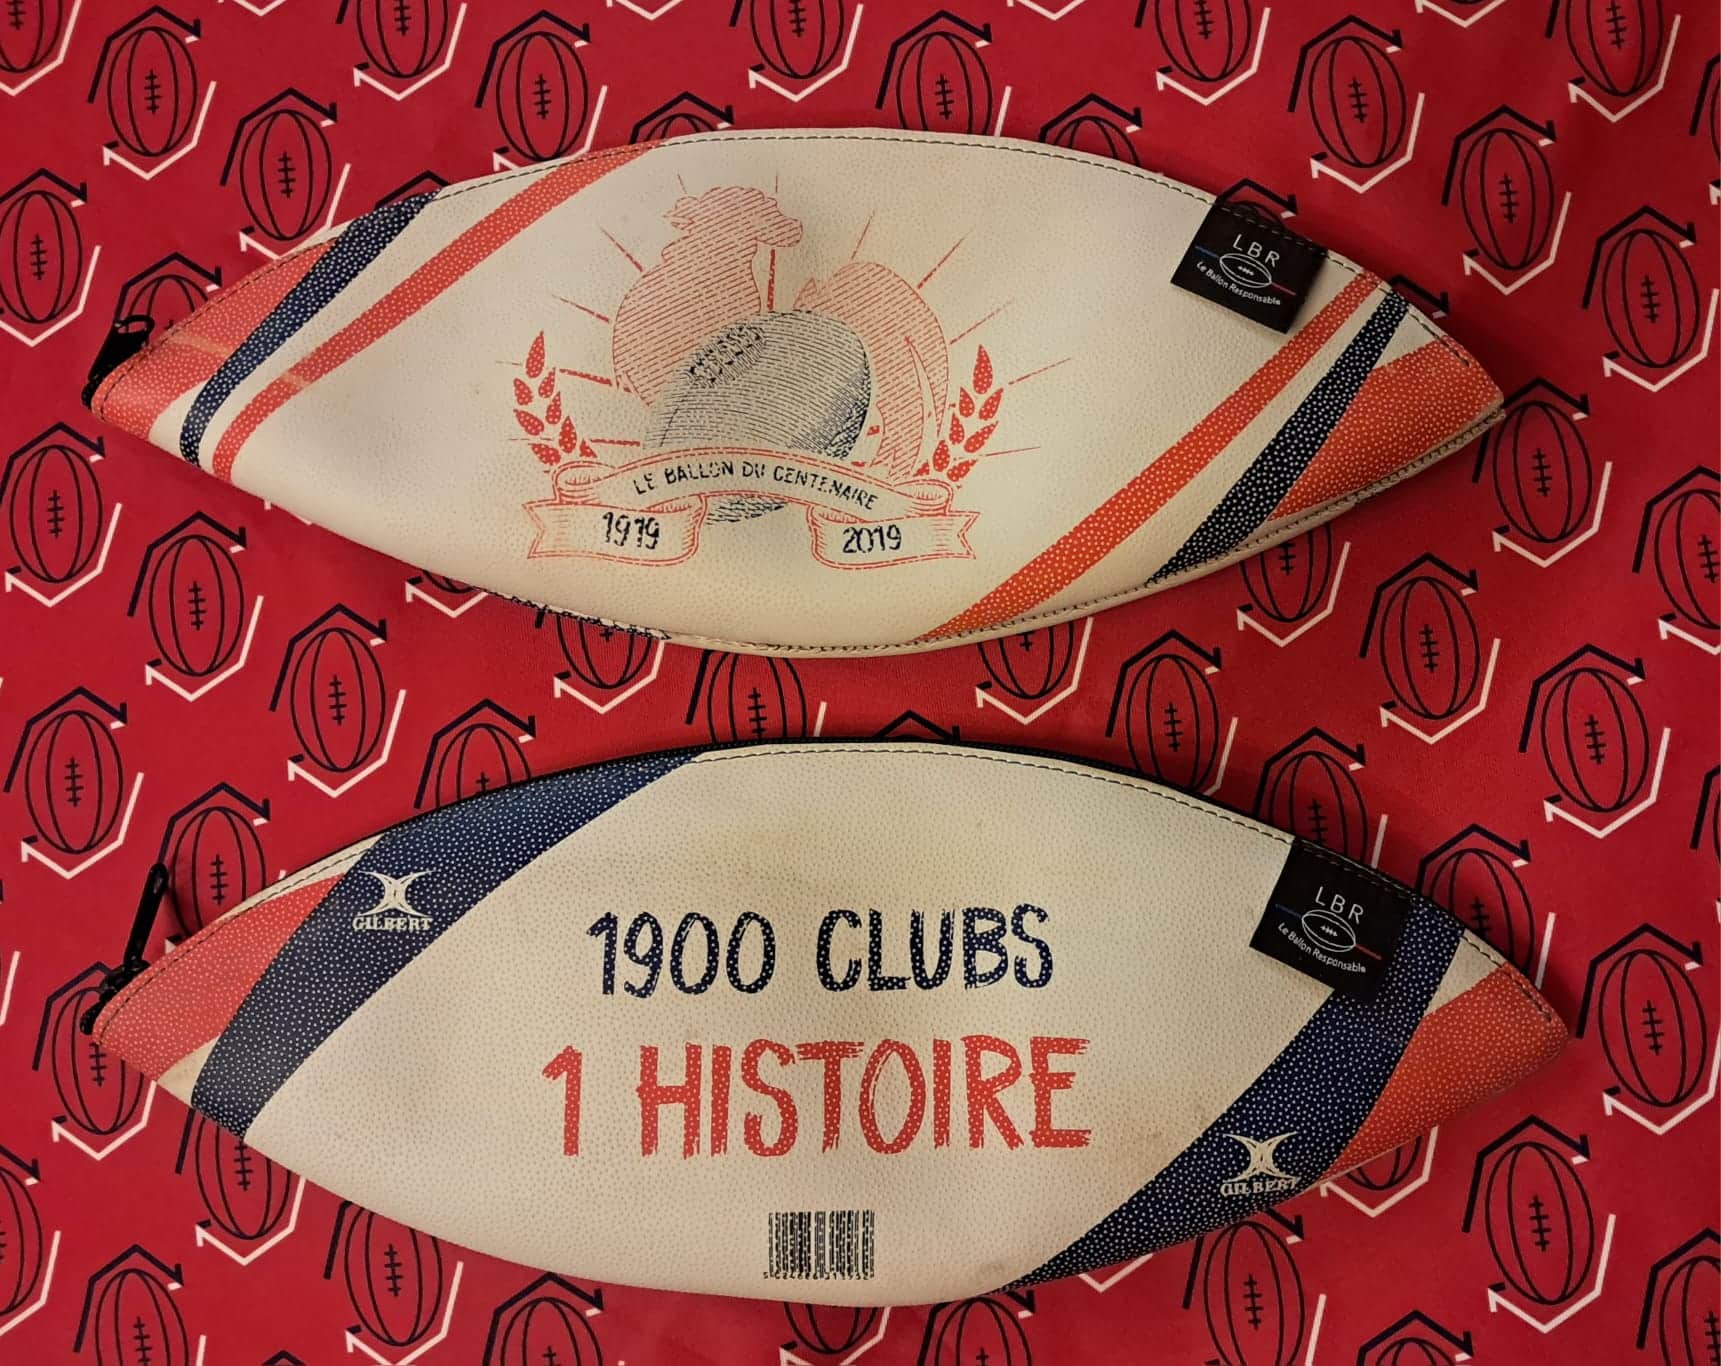 LBR
Le Ballon Responsable
LE BALLON DU CENTENAIRE
1919
2019
GILBERT
1900 CLUBS
1 HISTOIRE
LBR
Le Ballon Responsable
GILBERT